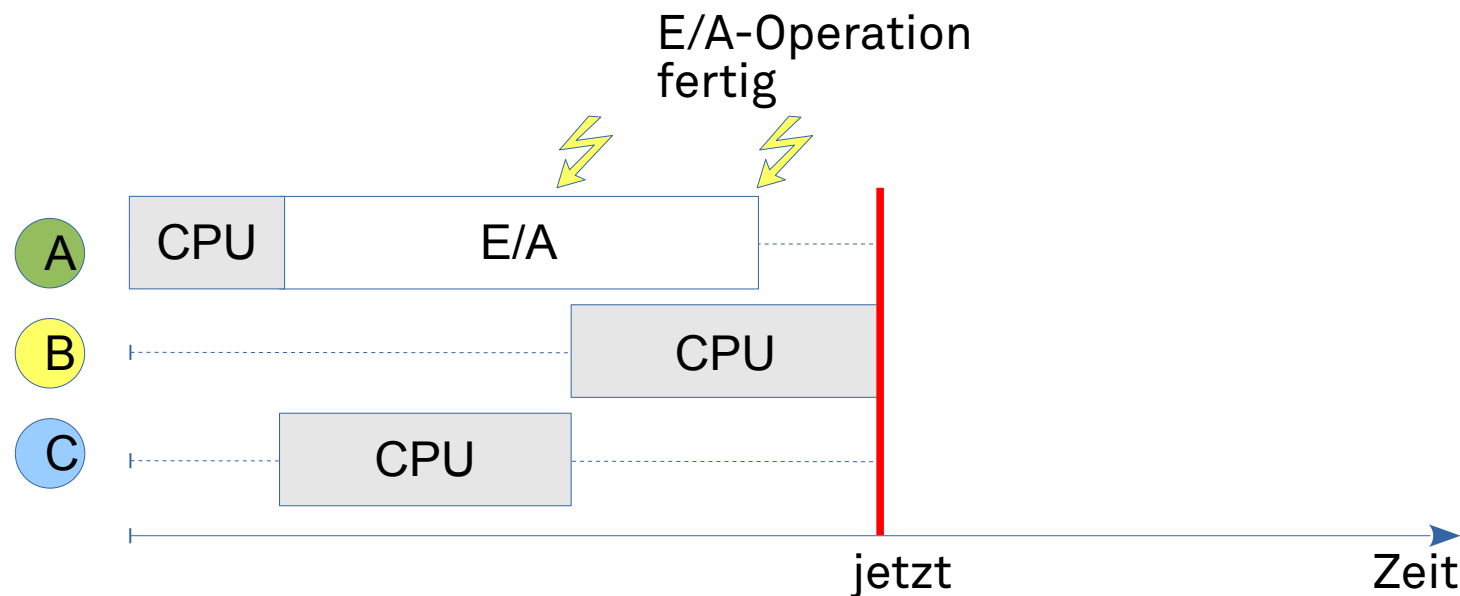 E/A-Operation
fertig
A
CPU
E/A
B
CPU
C
CPU
jetzt
Zeit